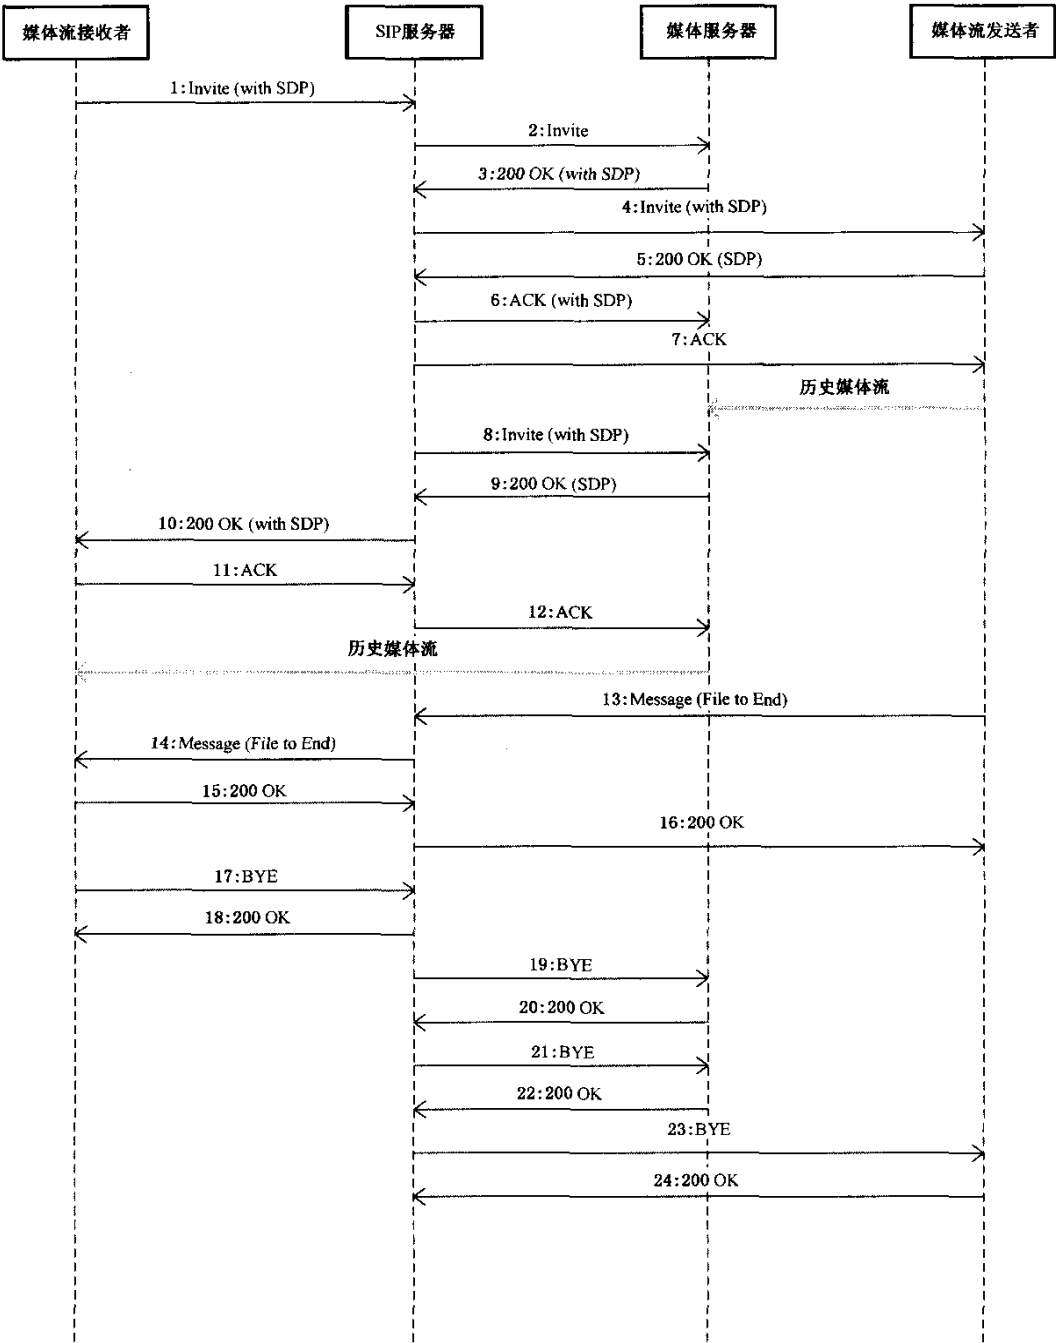 媒体流接收者
SIP服务器
媒体服务器
媒体流发送者
1:Invite (with SDP)
2:Invite
3:200 OK (with SDP)
4:Invite (with SDP)
5:200 OK (SDP)
6:ACK (with SDP)
7:ACK
历史媒体流
8:Invite (with SDP)
9:200 OK (SDP)
10:200 OK (with SDP)
11:ACK
12:ACK
历史媒体流
13:Message (File to End)
14:Message (File to End)
15:200 OK
16:200 OK
17:BYE
18:200 OK
19:BYE
20:200 OK
21:BYE
22:200 OK
23:BYE
24:200 OK